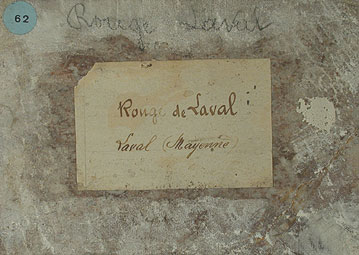 62
Rouge Laval
Rouge de Laval
Laval (Mayenne)